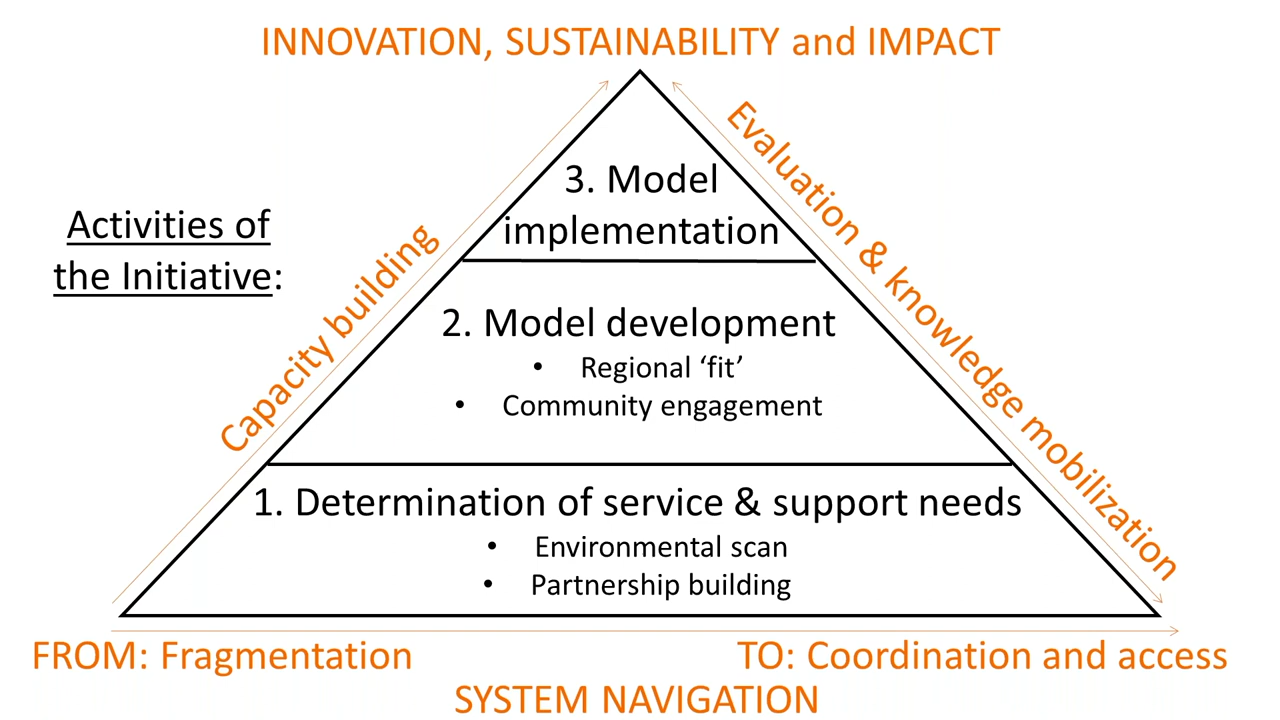 INNOVATION, SUSTAINABILITY and IMPACT
Activities of
the Initiative:
Capacity building
Evaluation & knowledge mobilization
3. Model
implementation
2. Model development
• Regional ‘fit’
• Community engagement
1. Determination of service & support needs
• Environmental scan
• Partnership building
FROM: Fragmentation
TO: Coordination and access
SYSTEM NAVIGATION